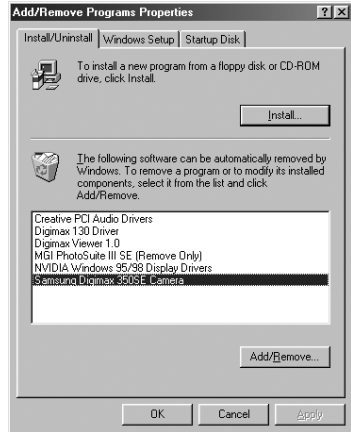 Add/Remove Programs Properties
Install/Uninstall Windows Setup Startup Disk
To install a new program from a floppy disk or CD-ROM
drive, click Install.
Install...
The following software can be automatically removed by
Windows. To remove a program or to modify its installed
components, select it from the list and click
Add/Remove.
Creative PCI Audio Drivers
Digimax 130 Driver
Digimax Viewer 1.0
MGI PhotoSuite III SE (Remove Only)
NVIDIA Windows 95/98 Display Drivers
Samsung Digimax 350SE Camera
Add/Remove...
OK Cancel Apply